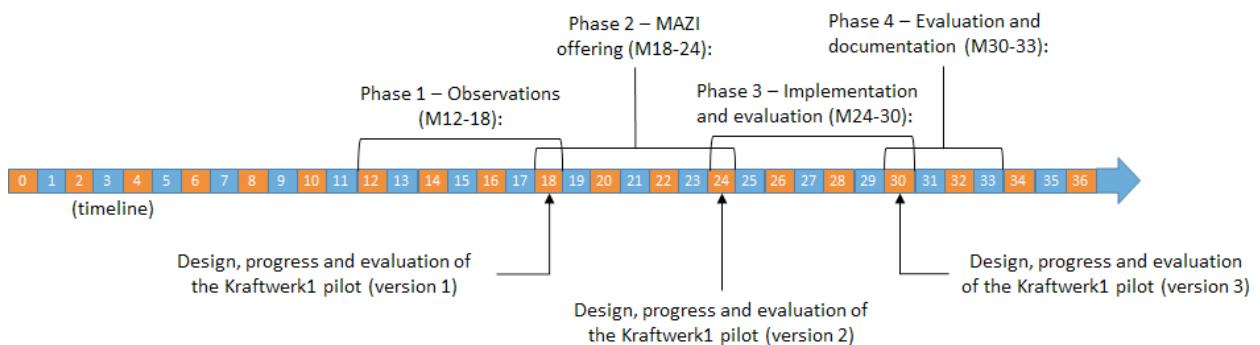 Phase 2 – MAZI
offering (M18-24):
Phase 4 – Evaluation and
documentation (M30-33):
Phase 1 – Observations
(M12-18):
Phase 3 – Implementation
and evaluation (M24-30):
0 1 2 3 4 5 6 7 8 9 10 11 12 13 14 15 16 17 18 19 20 21 22 23 24 25 26 27 28 29 30 31 32 33 34 35 36
(timeline)
Design, progress and evaluation of
the Kraftwerk1 pilot (version 1)
Design, progress and evaluation of
the Kraftwerk1 pilot (version 2)
Design, progress and evaluation
of the Kraftwerk1 pilot (version 3)